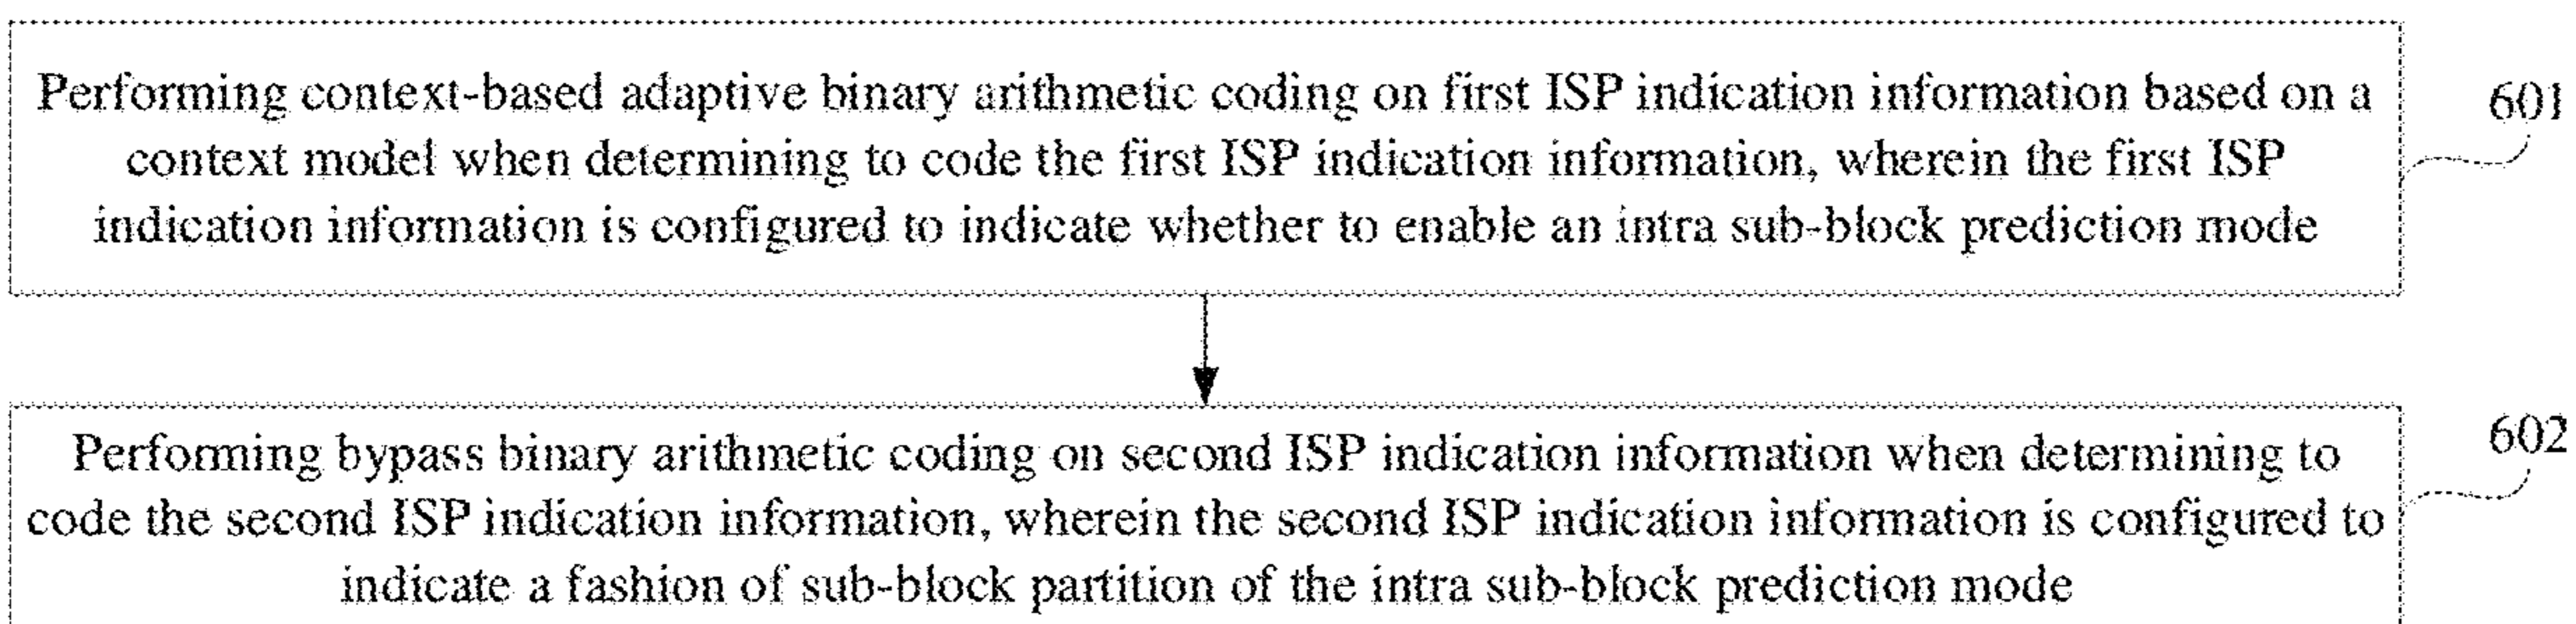 Performing context-based adaptive binary arithmetic coding on first ISP indication information based on a
context model when determining to code the first ISP indication information, wherein the first ISP
indication information is configured to indicate whether to enable an intra sub-block prediction mode
601
Performing bypass binary arithmetic coding on second ISP indication information when determining to
code the second ISP indication information, wherein the second ISP indication information is configured to
indicate a fashion of sub-block partition of the intra sub-block prediction mode
602